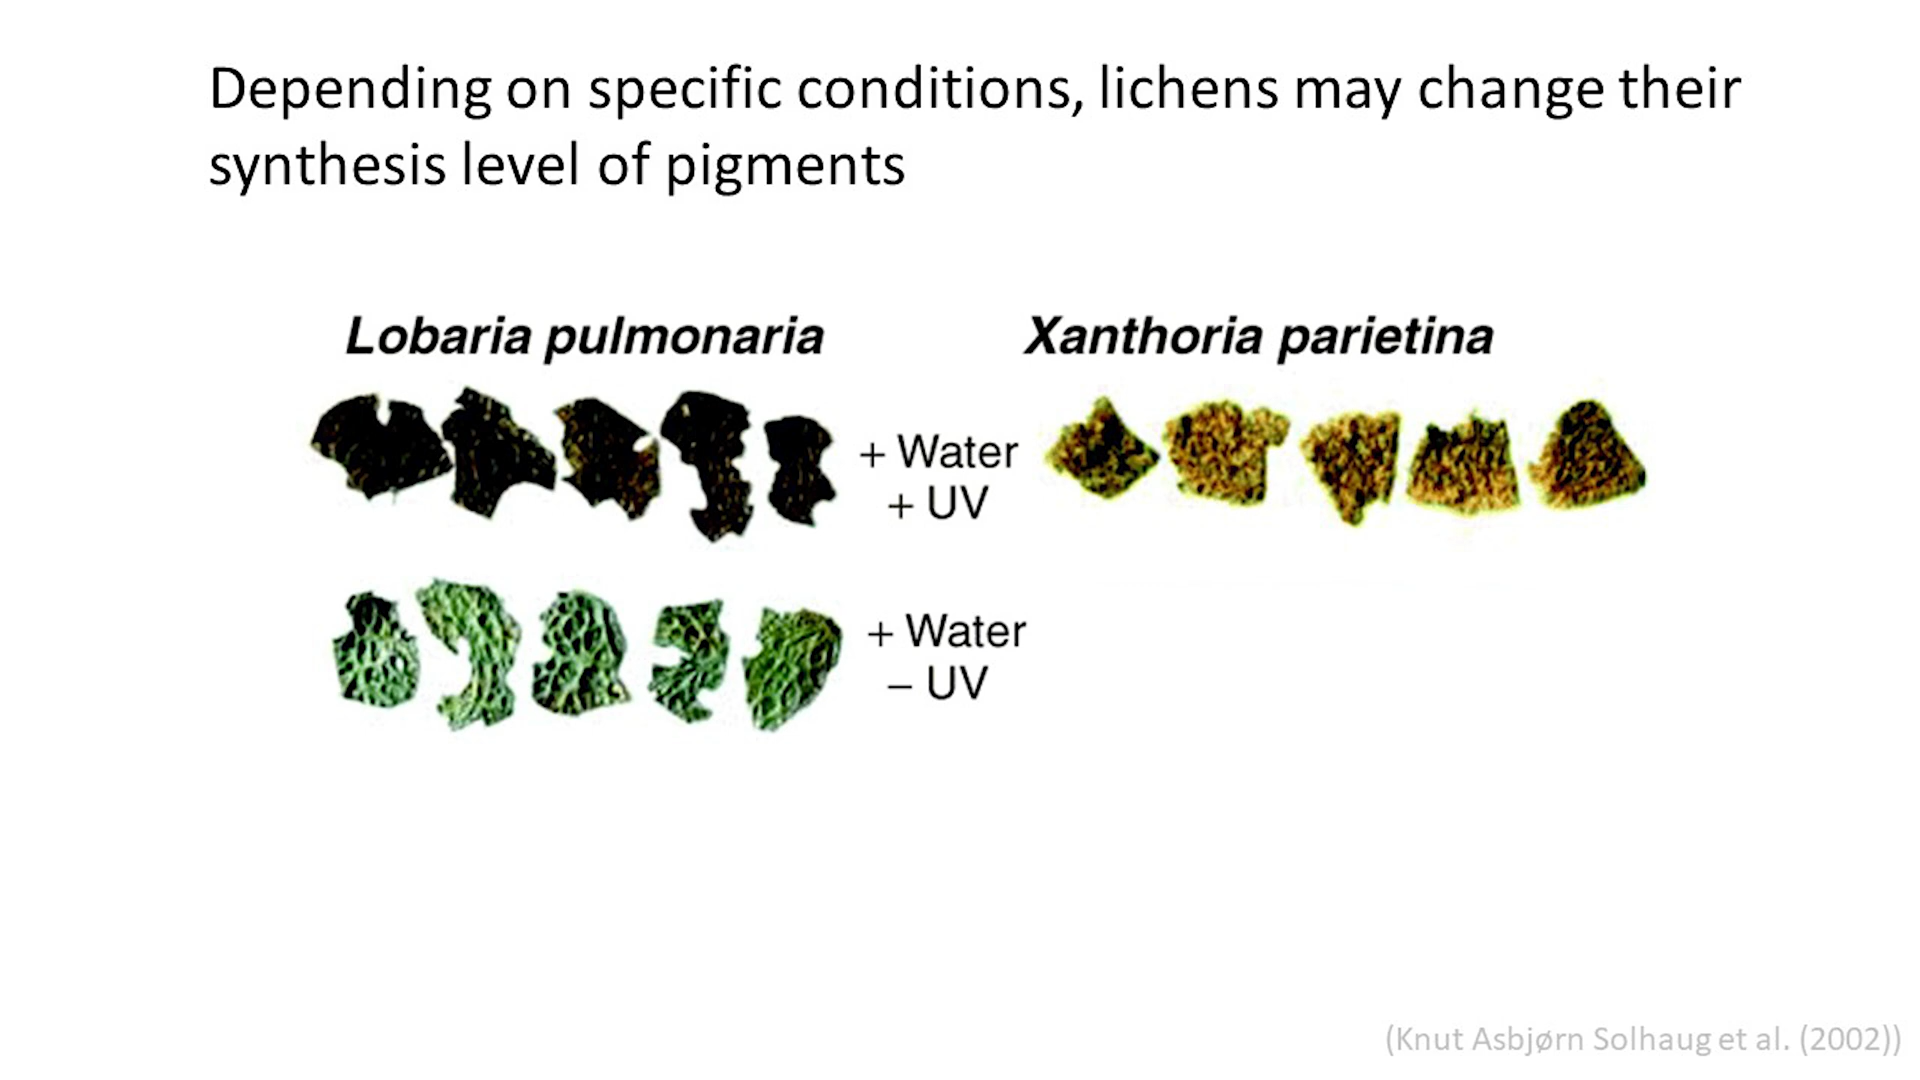 Depending on specific conditions, lichens may change their
synthesis level of pigments
Lobaria pulmonaria
Xanthoria parietina
+ Water
+ UV
+ Water
– UV
(Knut Asbjørn Solhaug et al. (2002))